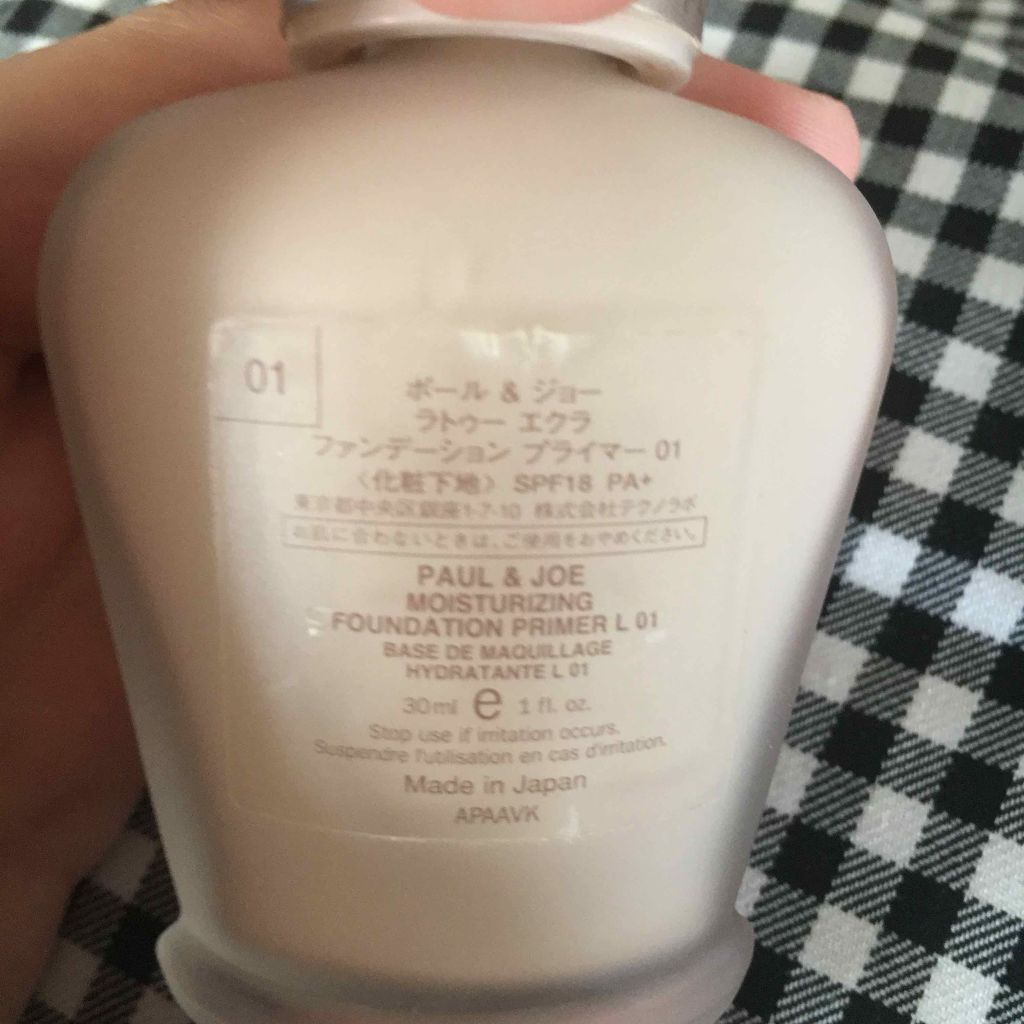 01
ポール & ジョー
ラトゥー エクラ
ファンデーション プライマー 01
〈化粧下地〉 SPF18 PA+
東京都中央区銀座1-7-10 株式会社テクノラボ
お肌に合わないときは、ご使用をおやめください。
PAUL & JOE
MOISTURIZING
FOUNDATION PRIMER L 01
BASE DE MAQUILLAGE
HYDRATANTE L 01
30ml e 1 fl. oz.
Stop use if irritation occurs.
Suspendre l'utilisation en cas d'irritation.
Made in Japan
APAAVK